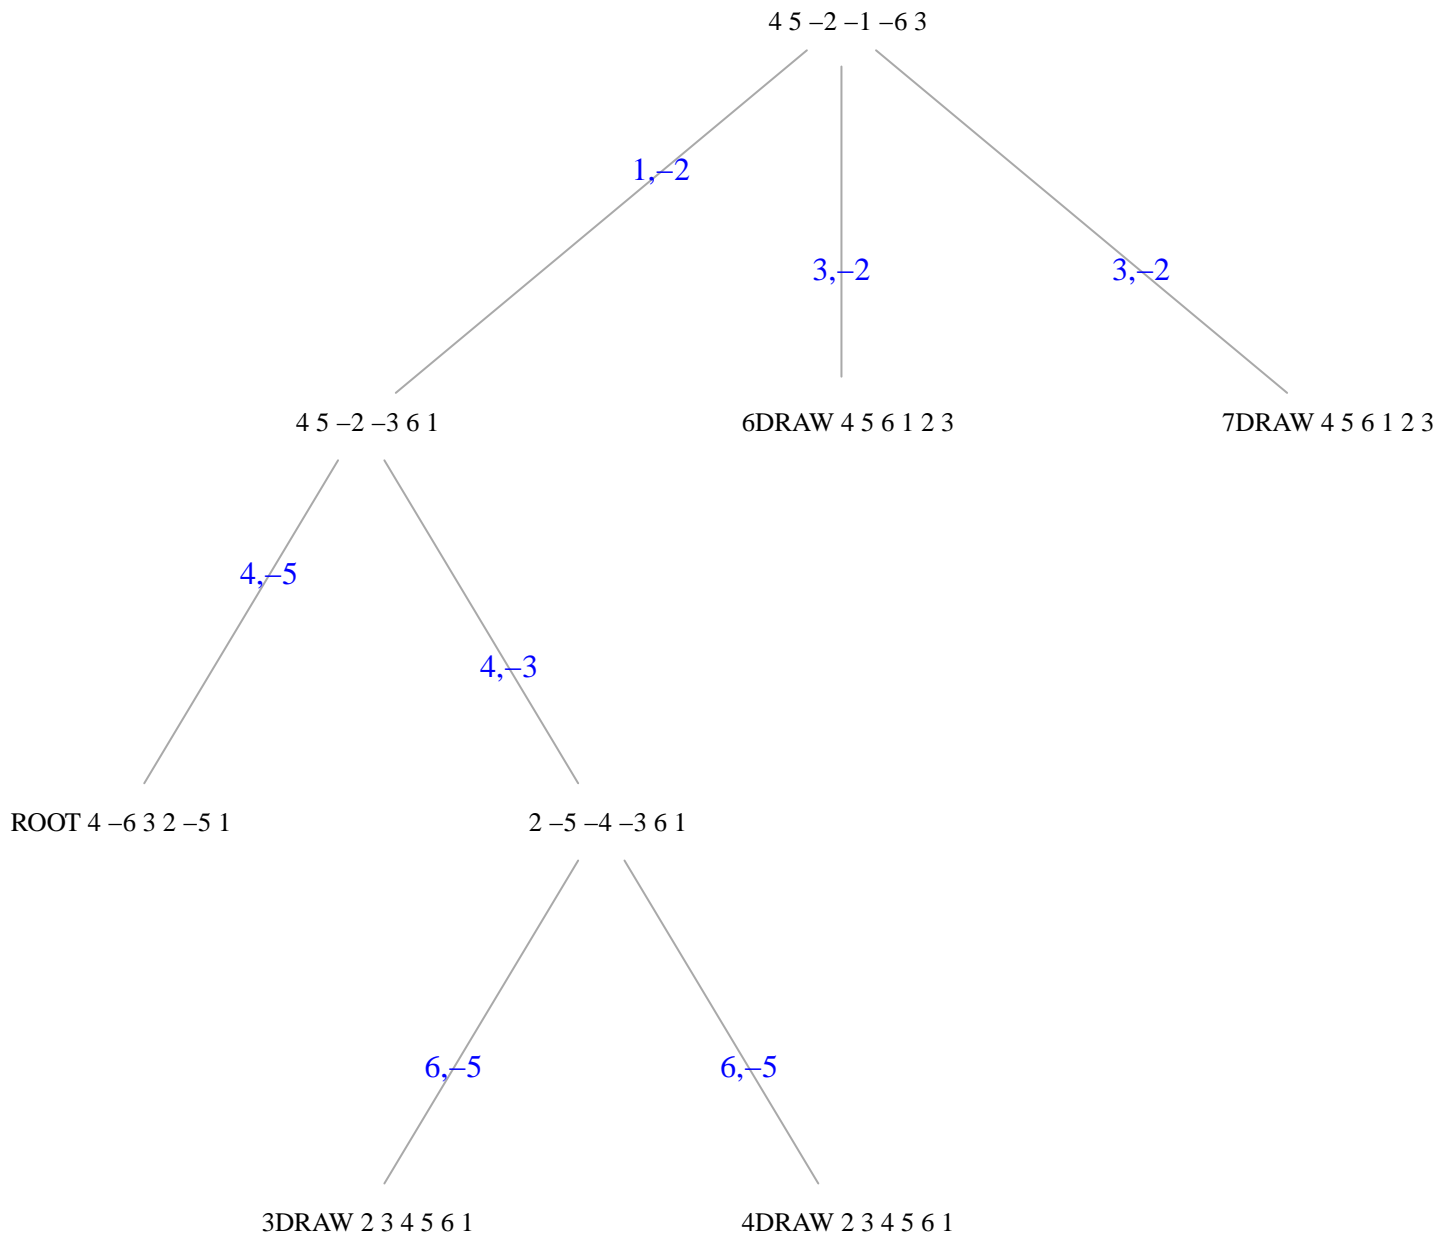 4 5 –2 –1 –6 3
1,–2
3,–2
3,–2
4 5 –2 –3 6 1
6DRAW 4 5 6 1 2 3
7DRAW 4 5 6 1 2 3
4,–5
4,–3
ROOT 4 –6 3 2 –5 1
2 –5 –4 –3 6 1
6,–5
6,–5
3DRAW 2 3 4 5 6 1
4DRAW 2 3 4 5 6 1